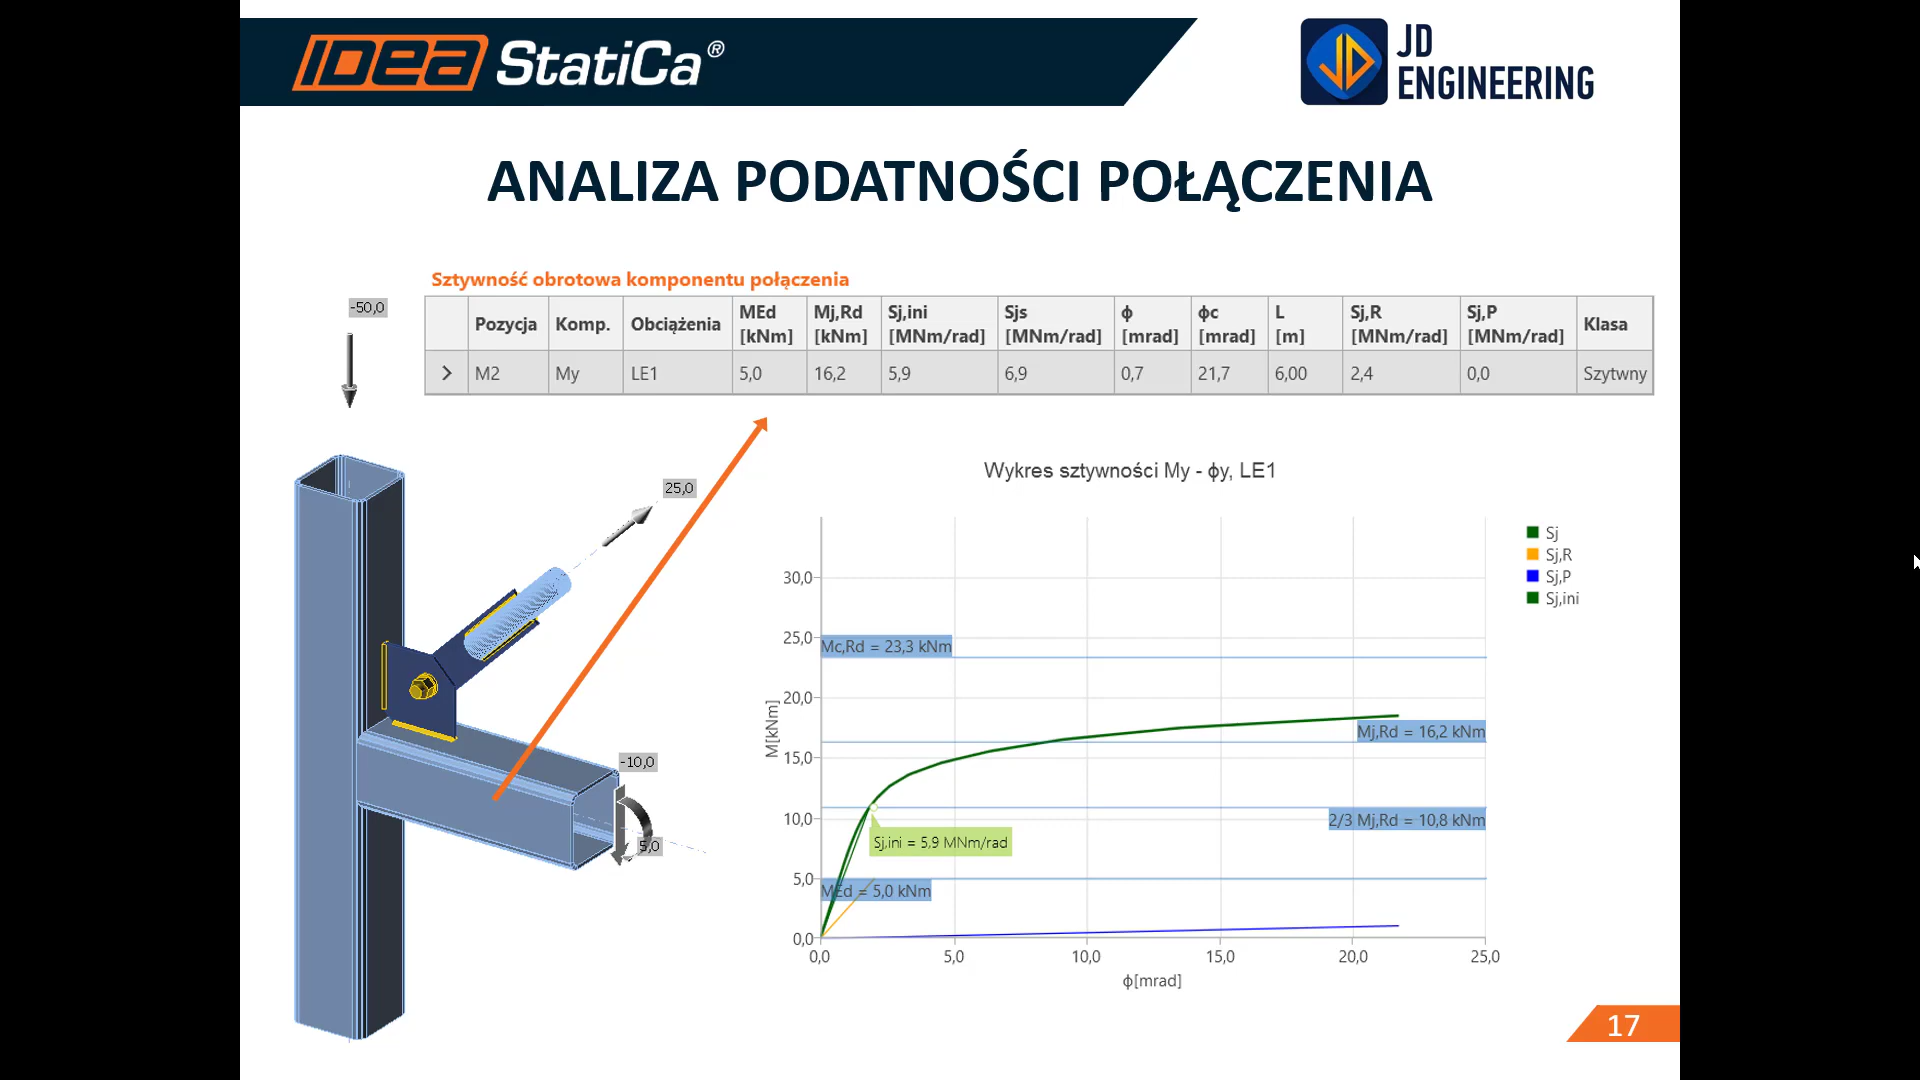 IDEA StatiCa®
JD
ENGINEERING
ANALIZA PODATNOŚCI POŁĄCZENIA
Sztywność obrotowa komponentu połączenia
Pozycja Komp. Obciążenia MEd [kNm] Mj,Rd [kNm] Sj,ini [MNm/rad] Sjs [MNm/rad] ϕ [mrad] ϕc [mrad] L [m] Sj,R [MNm/rad] Sj,P [MNm/rad] Klasa
> M2 My LE1 5,0 16,2 5,9 6,9 0,7 21,7 6,00 2,4 0,0 Szytwny
-50,0
25,0
-10,0
5,0
Wykres sztywności My - ϕy, LE1
Sj
Sj,R
Sj,P
Sj,ini
30,0
25,0
Mc,Rd = 23,3 kNm
20,0
Mj,Rd = 16,2 kNm
M[kNm]
15,0
10,0
2/3 Mj,Rd = 10,8 kNm
Sj,ini = 5,9 MNm/rad
5,0
MEd = 5,0 kNm
0,0
0,0 5,0 10,0 15,0 20,0 25,0
ϕ[mrad]
17